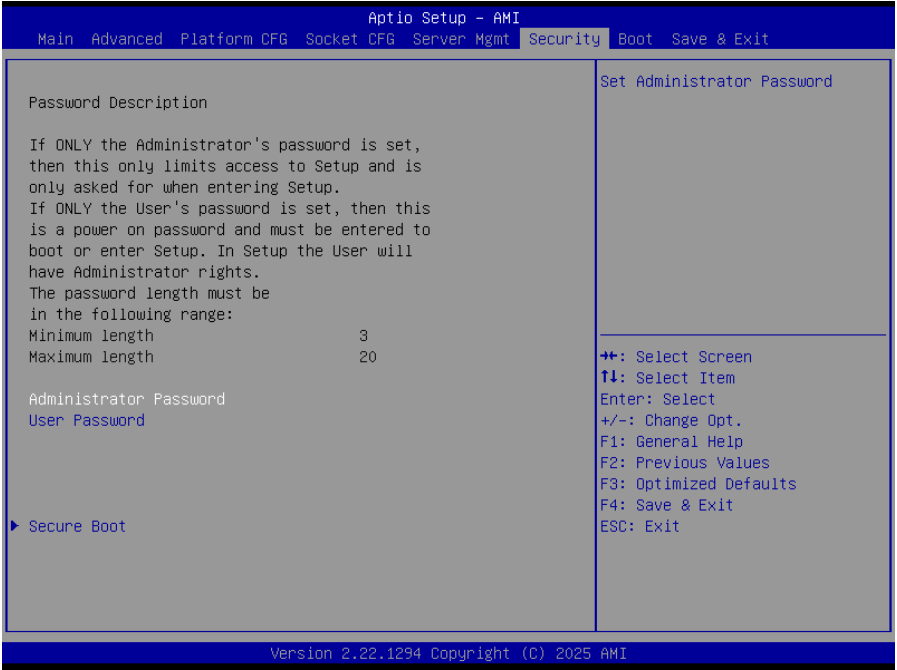 Aptio Setup – AMI
Main Advanced Platform CFG Socket CFG Server Mgmt Security Boot Save & Exit
Password Description
If ONLY the Administrator's password is set,
then this only limits access to Setup and is
only asked for when entering Setup.
If ONLY the User's password is set, then this
is a power on password and must be entered to
boot or enter Setup. In Setup the User will
have Administrator rights.
The password length must be
in the following range:
Minimum length 3
Maximum length 20
Administrator Password
User Password
Secure Boot
Set Administrator Password
→←: Select Screen
↑↓: Select Item
Enter: Select
+/-: Change Opt.
F1: General Help
F2: Previous Values
F3: Optimized Defaults
F4: Save & Exit
ESC: Exit
Version 2.22.1294 Copyright (C) 2025 AMI